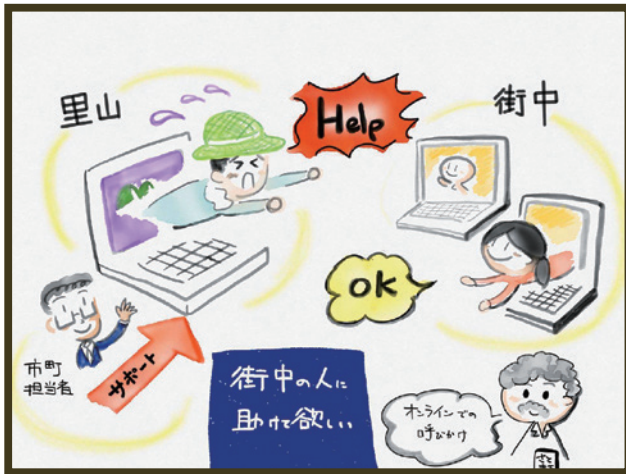 里山
Help
街中
OK
市町
担当者
サポート
街中の人に
助けて欲しい
オンラインでの
呼びかけ